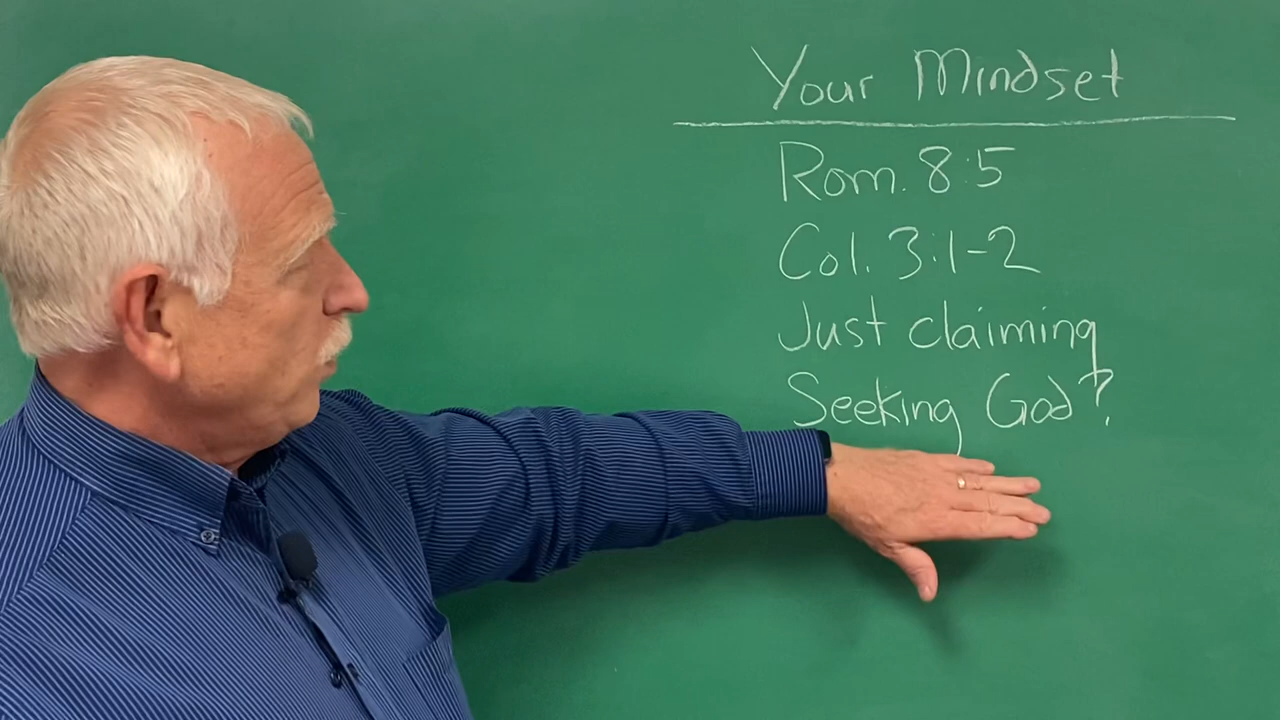 Your Mindset
Rom. 8:5
Col. 3:1-2
Just claiming
Seeking God?